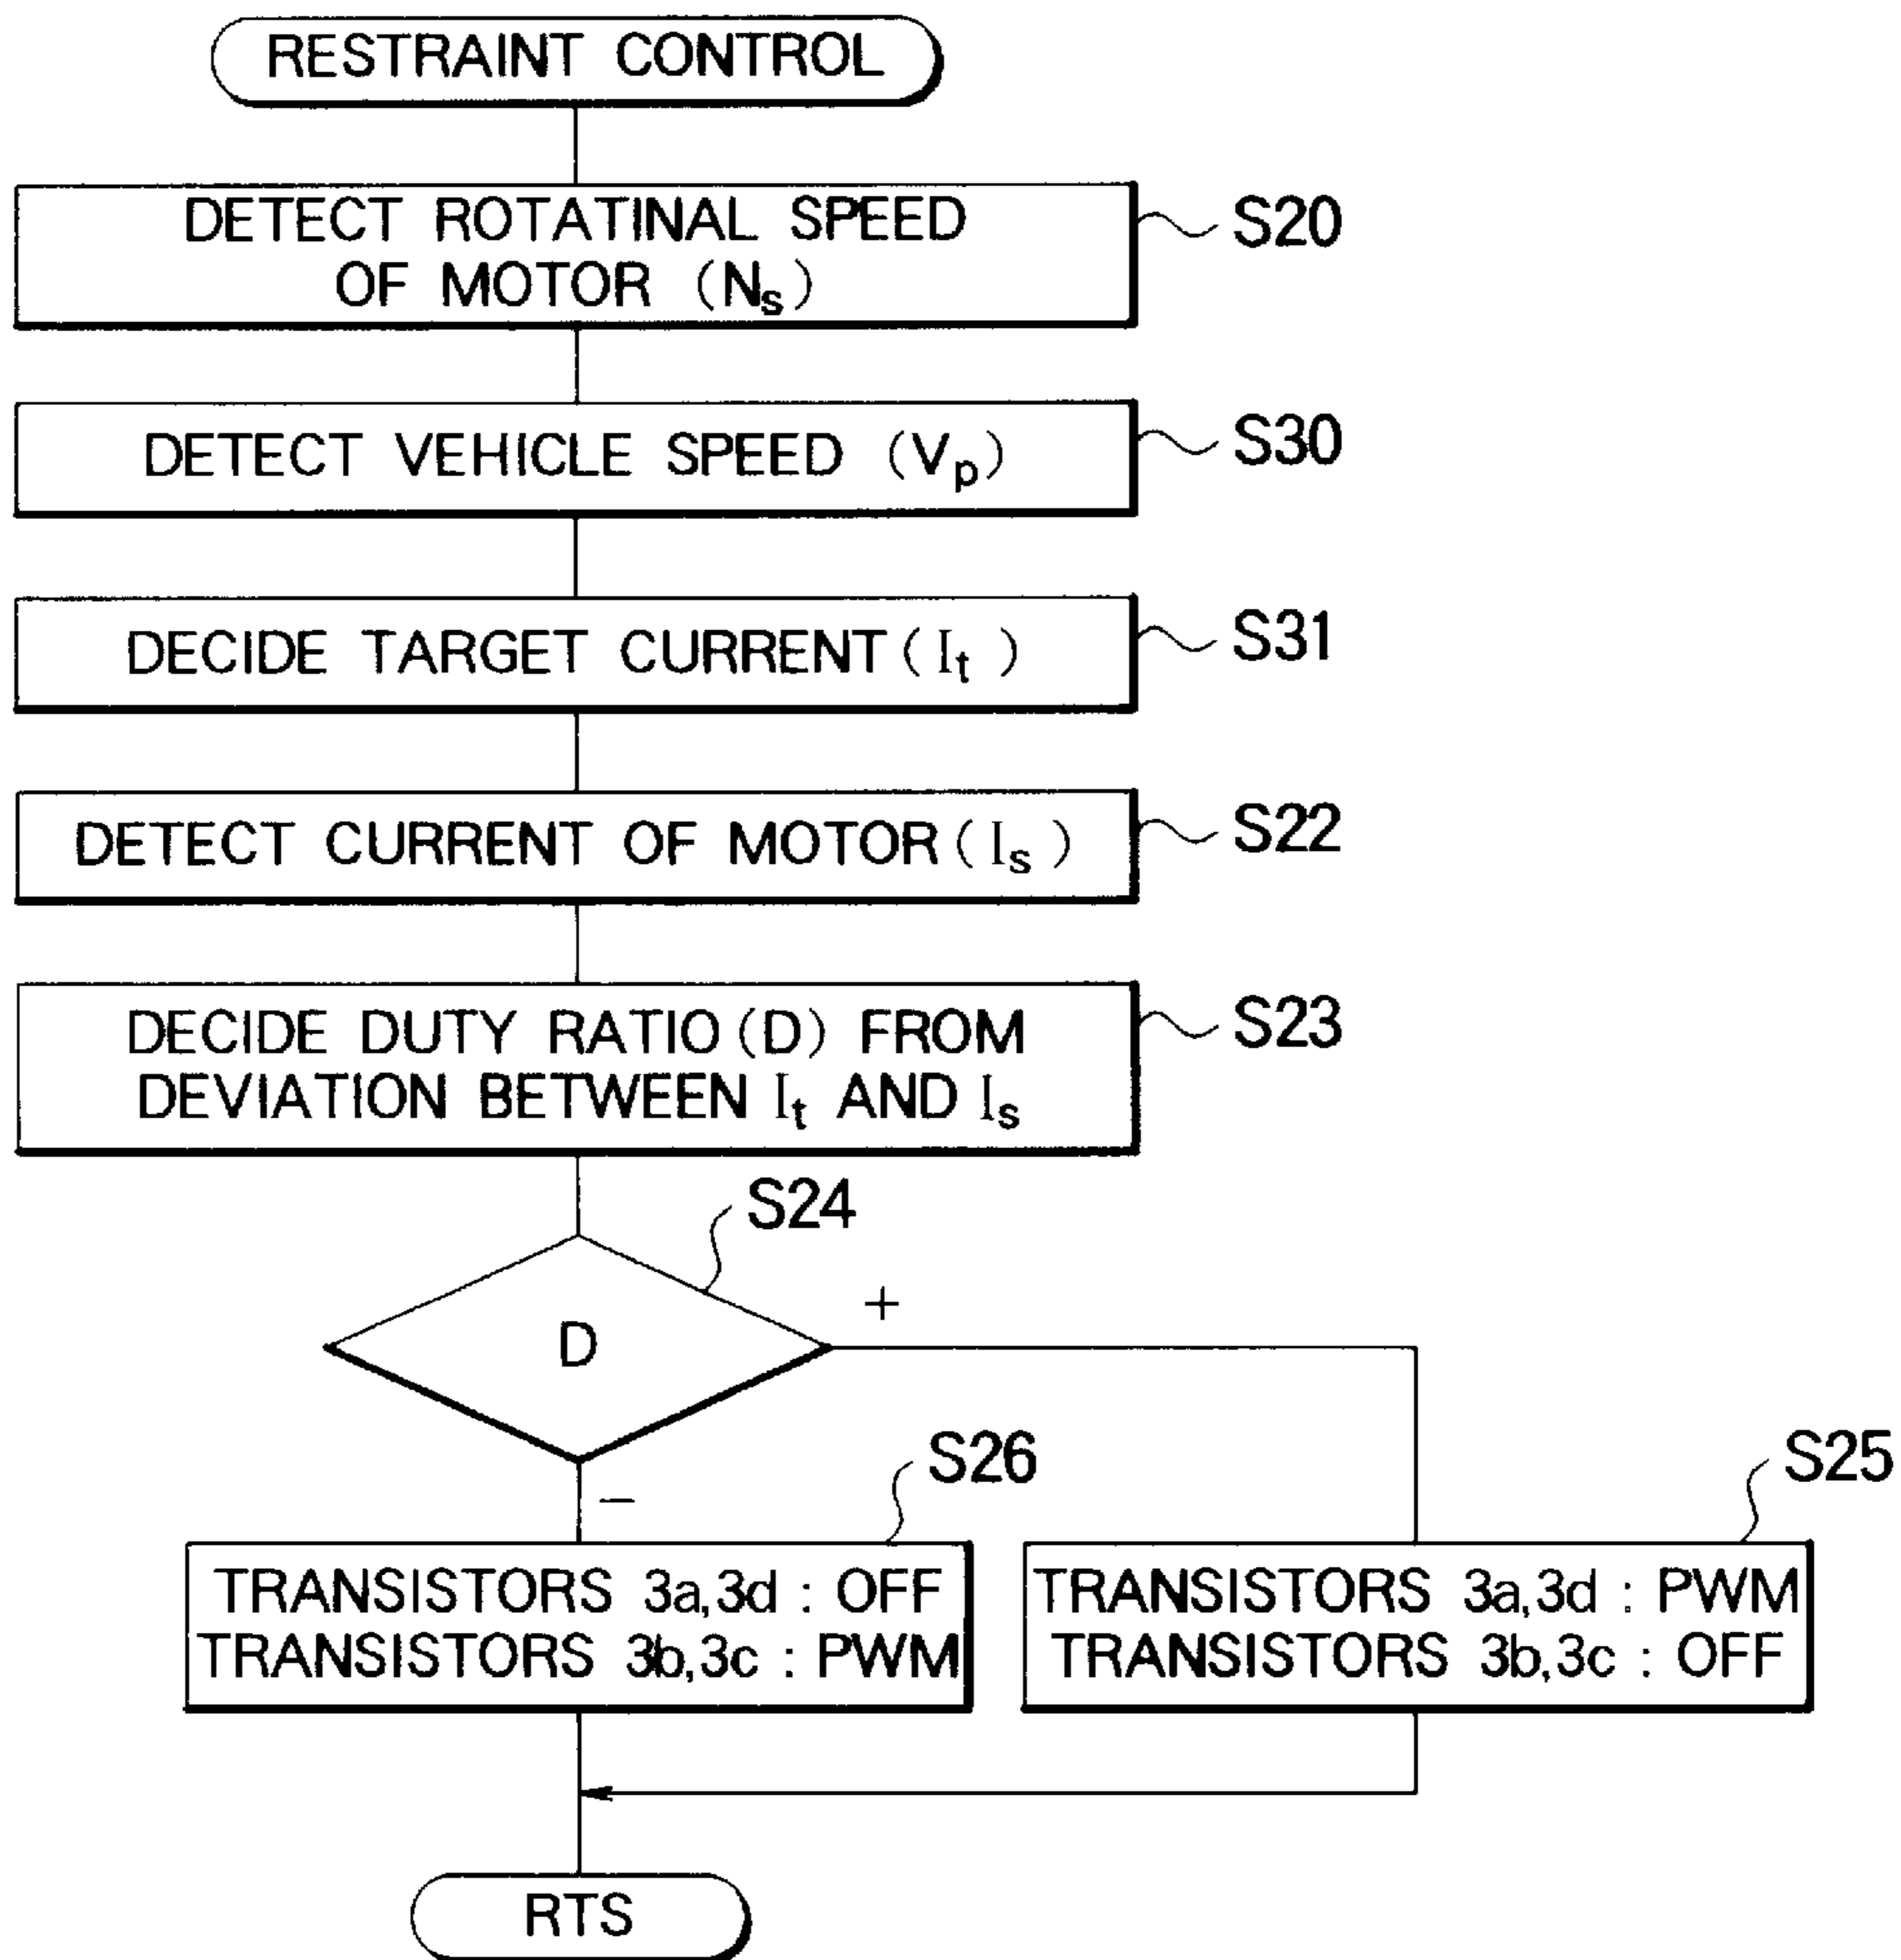 RESTRAINT CONTROL
DETECT ROTATINAL SPEED
OF MOTOR (Ns)
S20
DETECT VEHICLE SPEED (Vp)
S30
DECIDE TARGET CURRENT (It)
S31
DETECT CURRENT OF MOTOR (Is)
S22
DECIDE DUTY RATIO (D) FROM
DEVIATION BETWEEN It AND Is
S23
S24
D
+
−
S26
TRANSISTORS 3a,3d : OFF
TRANSISTORS 3b,3c : PWM
S25
TRANSISTORS 3a,3d : PWM
TRANSISTORS 3b,3c : OFF
RTS